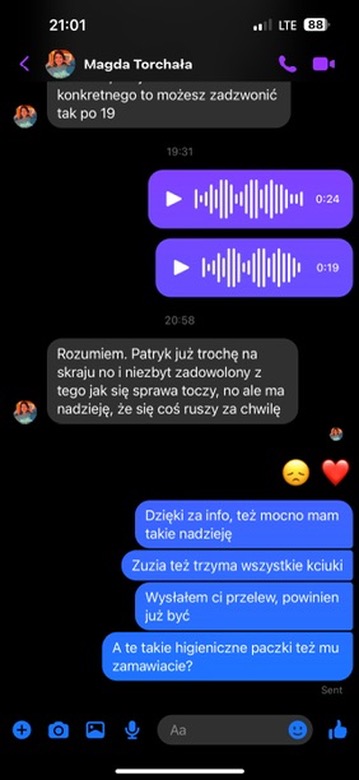 21:01
LTE
88
Magda Torchała
konkretnego to możesz zadzwonić
tak po 19
19:31
0:24
0:19
20:58
Rozumiem. Patryk już trochę na
skraju no i niezbyt zadowolony z
tego jak się sprawa toczy, no ale ma
nadzieję, że się coś ruszy za chwilę
Dzięki za info, też mocno mam
takie nadzieję
Zuzia też trzyma wszystkie kciuki
Wysłałem ci przelew, powinien
już być
A te takie higieniczne paczki też mu
zamawiacie?
Sent
Aa